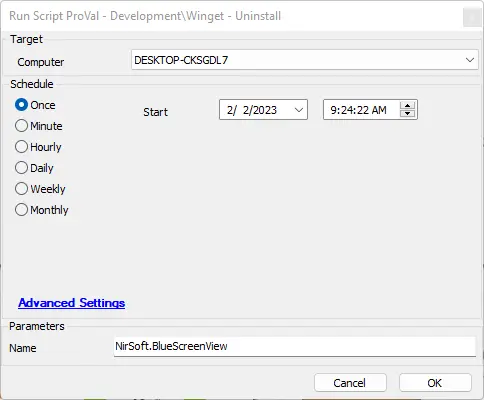 Run Script ProVal - Development\Winget - Uninstall
Target
Computer DESKTOP-CKSGDL7
Schedule
Once Start 2/ 2/2023 9:24:22 AM
Minute
Hourly
Daily
Weekly
Monthly
Advanced Settings
Parameters
Name NirSoft.BlueScreenView
Cancel OK